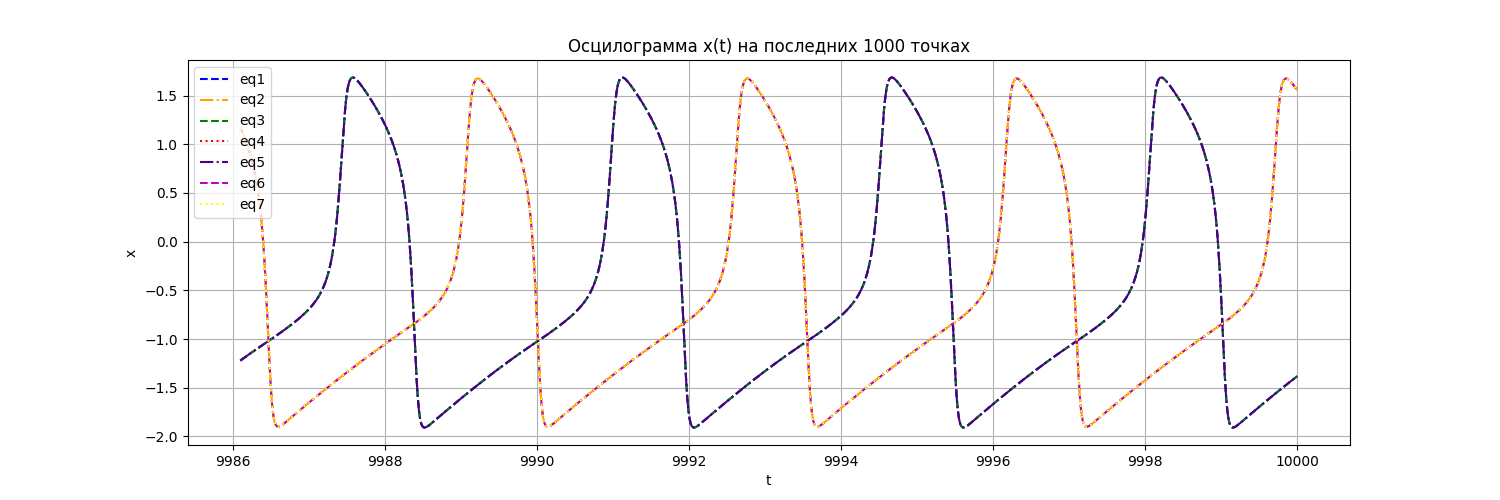 Осцилограмма x(t) на последних 1000 точках
eq1
eq2
eq3
eq4
eq5
eq6
eq7
1.5
1.0
0.5
0.0
−0.5
−1.0
−1.5
−2.0
x
9986
9988
9990
9992
9994
9996
9998
10000
t